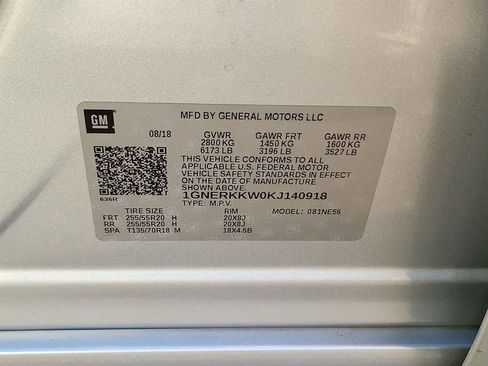 GM
MFD BY GENERAL MOTORS LLC
08/18 GVWR GAWR FRT GAWR RR
2800 KG 1450 KG 1600 KG
6173 LB 3196 LB 3527 LB
THIS VEHICLE CONFORMS TO ALL
APPLICABLE U.S. FEDERAL MOTOR
VEHICLE SAFETY STANDARDS IN EFFECT
ON THE DATE OF MANUFACTURE SHOWN ABOVE.
1GNERKKW0KJ140918
636R
TYPE: M.P.V.
TIRE SIZE RIM MODEL: 081NE56
FRT 255/55R20 H 20X8J
RR 255/55R20 H 20X8J
SPA T135/70R18 M 18X4.5B